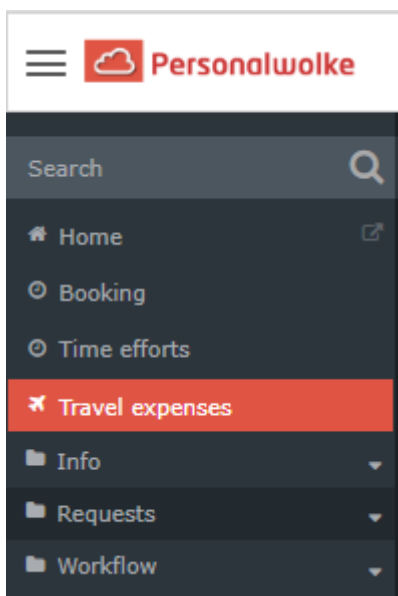 Personalwolke
Search
Home
Booking
Time efforts
Travel expenses
Info
Requests
Workflow